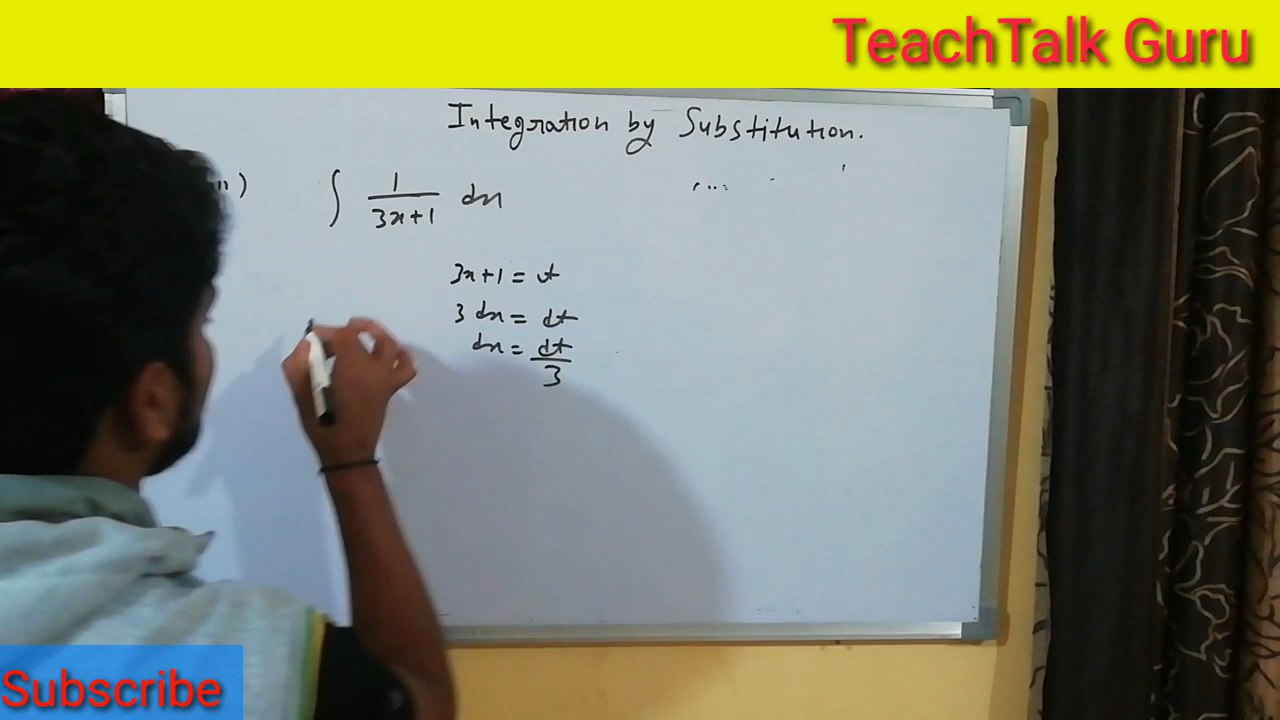 TeachTalk Guru
Integration by Substitution.
∫ 1/(3x+1) dx
3x+1 = t
3 dx = dt
dx = dt/3
Subscribe